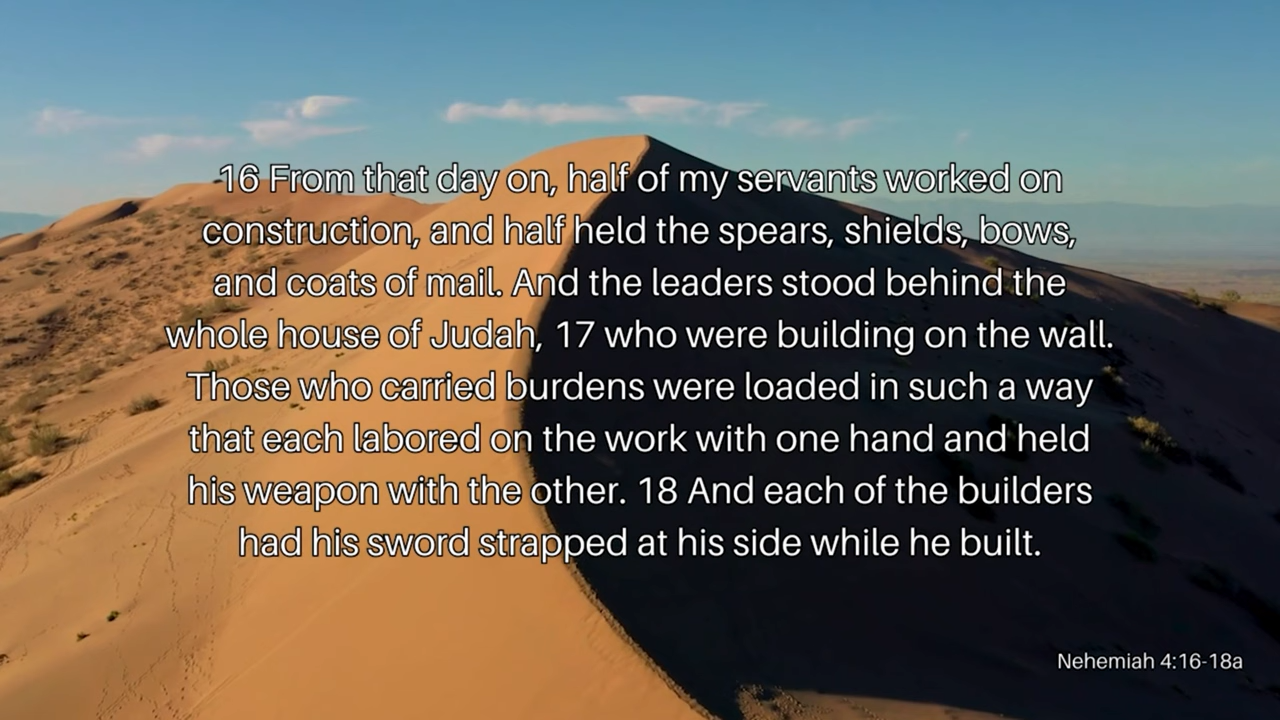 16 From that day on, half of my servants worked on
construction, and half held the spears, shields, bows,
and coats of mail. And the leaders stood behind the
whole house of Judah, 17 who were building on the wall.
Those who carried burdens were loaded in such a way
that each labored on the work with one hand and held
his weapon with the other. 18 And each of the builders
had his sword strapped at his side while he built.
Nehemiah 4:16-18a